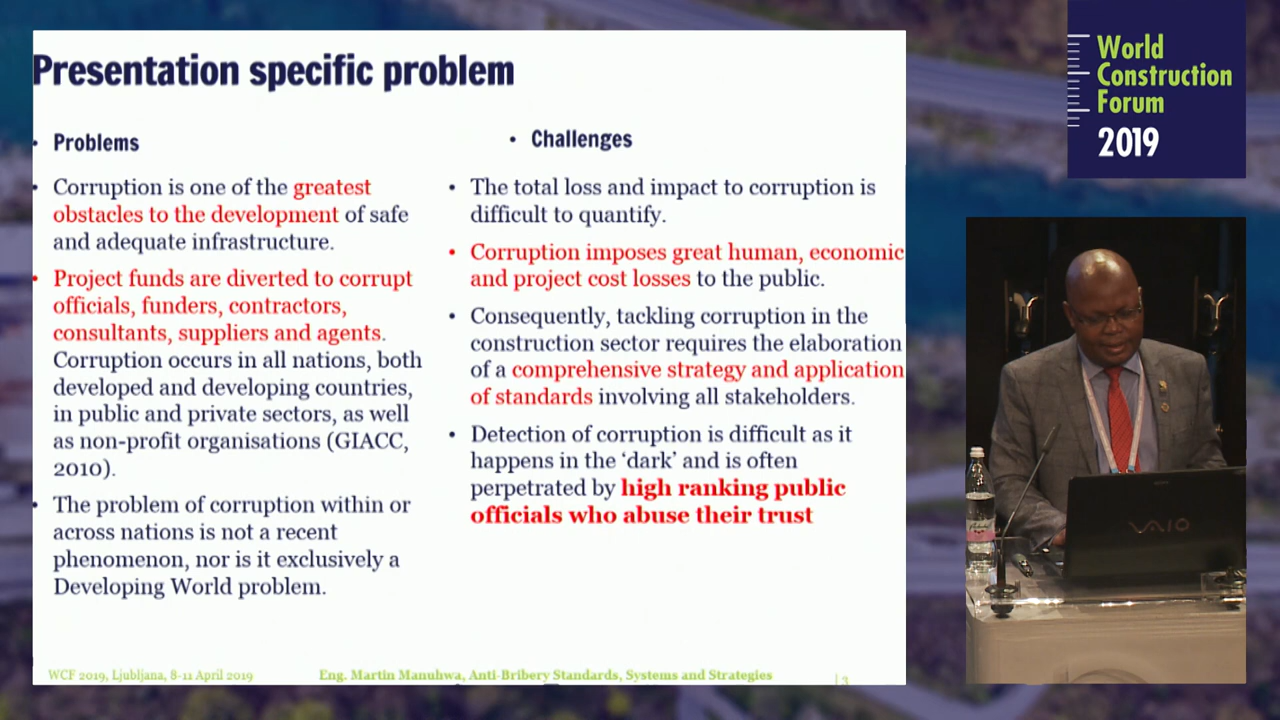 Presentation specific problem
• Problems
• Corruption is one of the greatest
obstacles to the development of safe
and adequate infrastructure.
• Project funds are diverted to corrupt
officials, funders, contractors,
consultants, suppliers and agents.
Corruption occurs in all nations, both
developed and developing countries,
in public and private sectors, as well
as non-profit organisations (GIACC,
2010).
• The problem of corruption within or
across nations is not a recent
phenomenon, nor is it exclusively a
Developing World problem.
• Challenges
• The total loss and impact to corruption is
difficult to quantify.
• Corruption imposes great human, economic
and project cost losses to the public.
• Consequently, tackling corruption in the
construction sector requires the elaboration
of a comprehensive strategy and application
of standards involving all stakeholders.
• Detection of corruption is difficult as it
happens in the ‘dark’ and is often
perpetrated by high ranking public
officials who abuse their trust
WCF 2019, Ljubljana, 8-11 April 2019
Eng. Martin Manuhwa, Anti-Bribery Standards, Systems and Strategies
| 3
World
Construction
Forum
2019
VAIO